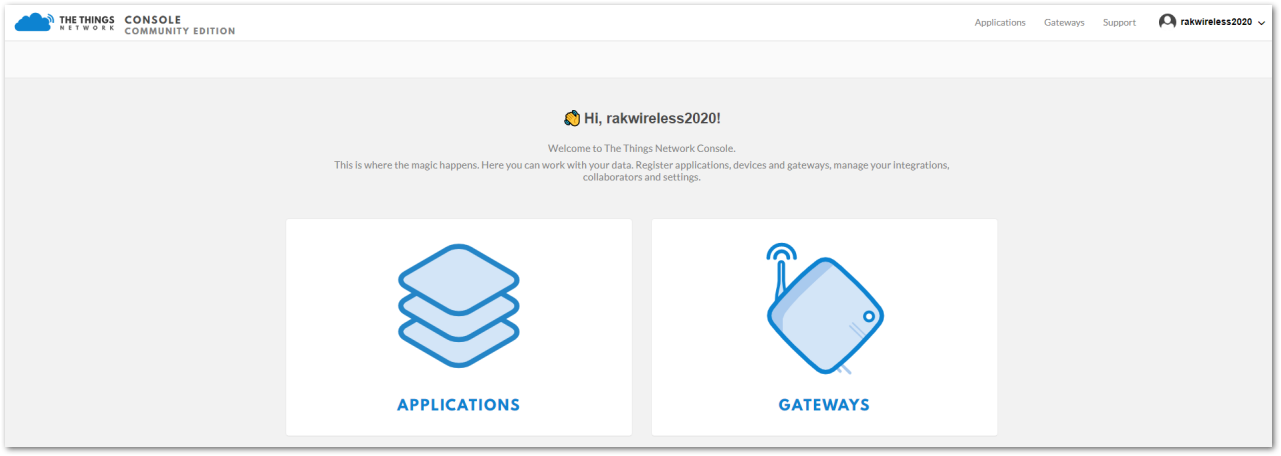 THE THINGS
NETWORK
CONSOLE
COMMUNITY EDITION
Applications Gateways Support rakwireless2020
Hi, rakwireless2020!
Welcome to The Things Network Console.
This is where the magic happens. Here you can work with your data. Register applications, devices and gateways, manage your integrations,
collaborators and settings.
APPLICATIONS
GATEWAYS